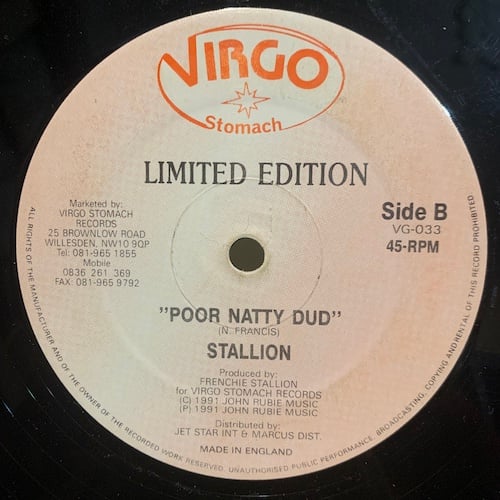 VIRGO
Stomach
LIMITED EDITION
Marketed by:
VIRGO STOMACH
RECORDS
25 BROWNLOW ROAD
WILLESDEN, NW10 9QP
Tel: 081-965 1855
Mobile
0836 261 369
FAX: 081-965 9792
Side B
VG-033
45-RPM
"POOR NATTY DUD"
(N. FRANCIS)
STALLION
Produced by:
FRENCHIE STALLION
for VIRGO STOMACH RECORDS
(C) 1991 JOHN RUBIE MUSIC
(P) 1991 JOHN RUBIE MUSIC
Distributed by:
JET STAR INT & MARCUS DIST.
MADE IN ENGLAND
ALL RIGHTS OF THE MANUFACTURER AND OF THE OWNER OF THE RECORDED WORK RESERVED. UNAUTHORISED PUBLIC PERFORMANCE, BROADCASTING, COPYING AND RENTAL OF THIS RECORD PROHIBITED